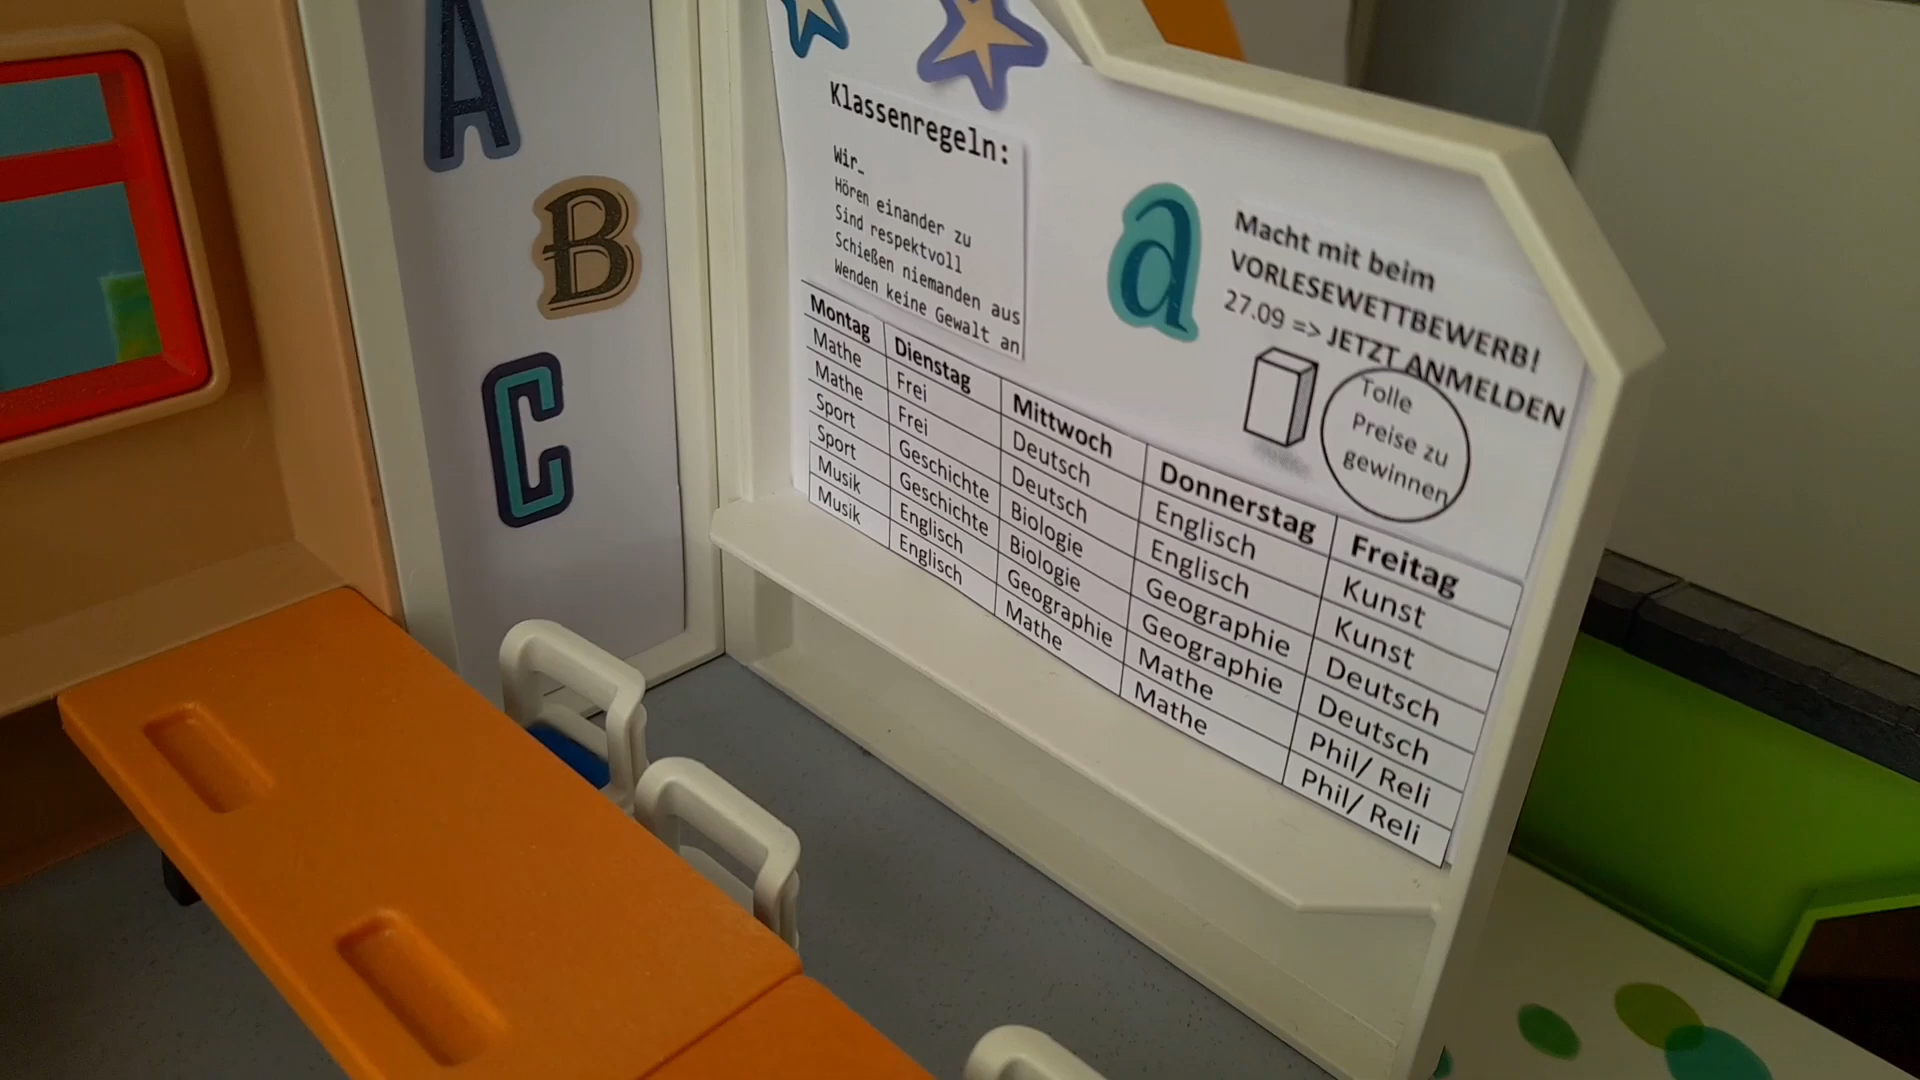 A
B
C
Klassenregeln:
Wir_
Hören einander zu
Sind respektvoll
Schießen niemanden aus
Wenden keine Gewalt an
a
Macht mit beim
VORLESEWETTBEWERB!
27.09 => JETZT ANMELDEN
Tolle
Preise zu
gewinnen
Montag Dienstag Mittwoch Donnerstag Freitag
Mathe Frei Deutsch Englisch Kunst
Mathe Frei Deutsch Englisch Kunst
Sport Geschichte Biologie Geographie Deutsch
Sport Geschichte Biologie Geographie Deutsch
Musik Englisch Geographie Mathe Phil/ Reli
Musik Englisch Mathe Mathe Phil/ Reli